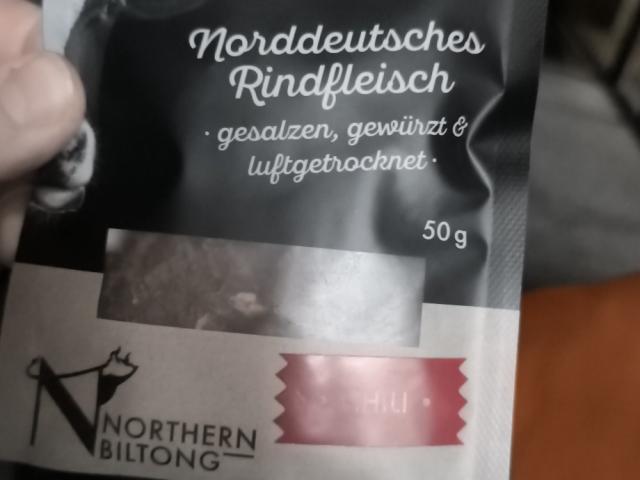 Norddeutsches
Rindfleisch
· gesalzen, gewürzt &
luftgetrocknet ·
50g
NORTHERN
BILTONG